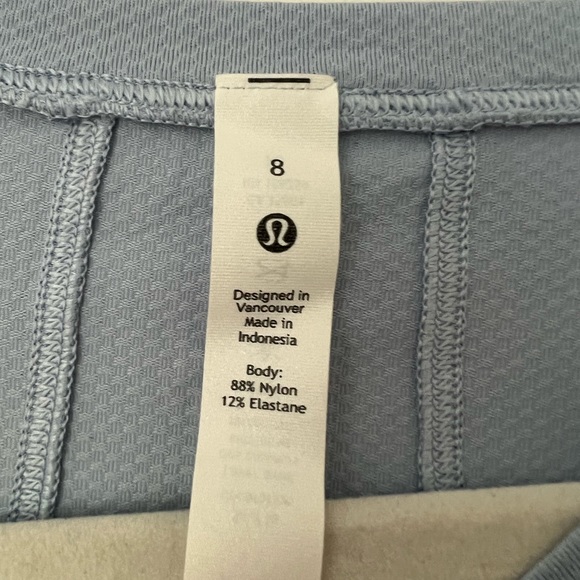 8
Designed in
Vancouver
Made in
Indonesia
Body:
88% Nylon
12% Elastane